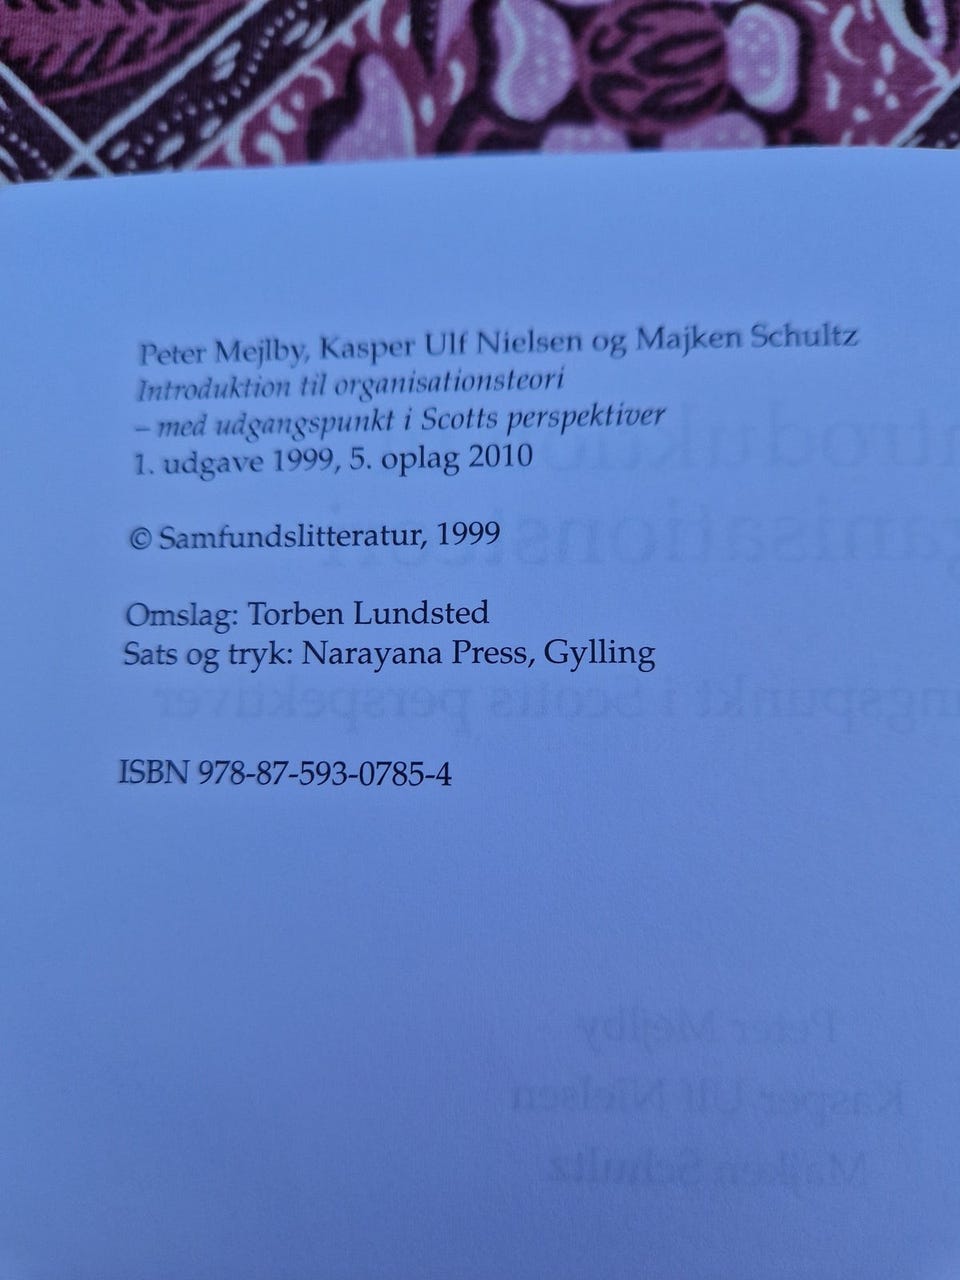 Peter Mejlby, Kasper Ulf Nielsen og Majken Schultz
Introduktion til organisationsteori
– med udgangspunkt i Scotts perspektiver
1. udgave 1999, 5. oplag 2010
© Samfundslitteratur, 1999
Omslag: Torben Lundsted
Sats og tryk: Narayana Press, Gylling
ISBN 978-87-593-0785-4